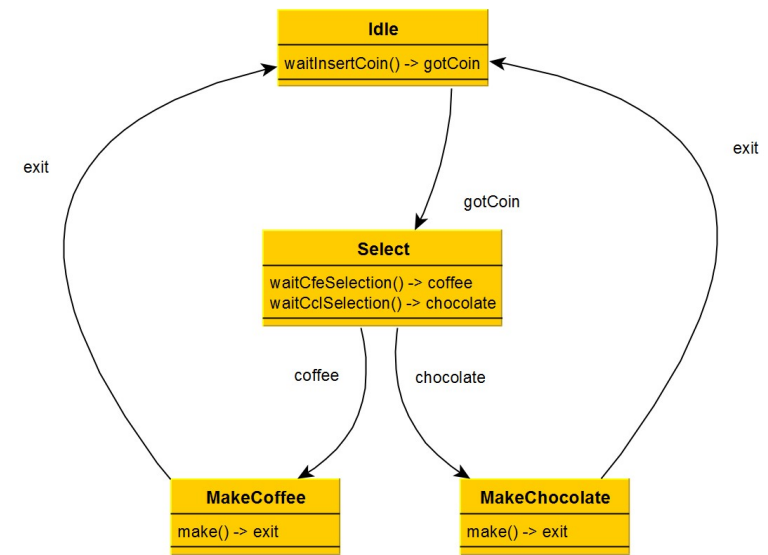 Idle
waitInsertCoin() -> gotCoin
exit
exit
gotCoin
Select
waitCfeSelection() -> coffee
waitCclSelection() -> chocolate
coffee
chocolate
MakeCoffee
make() -> exit
MakeChocolate
make() -> exit